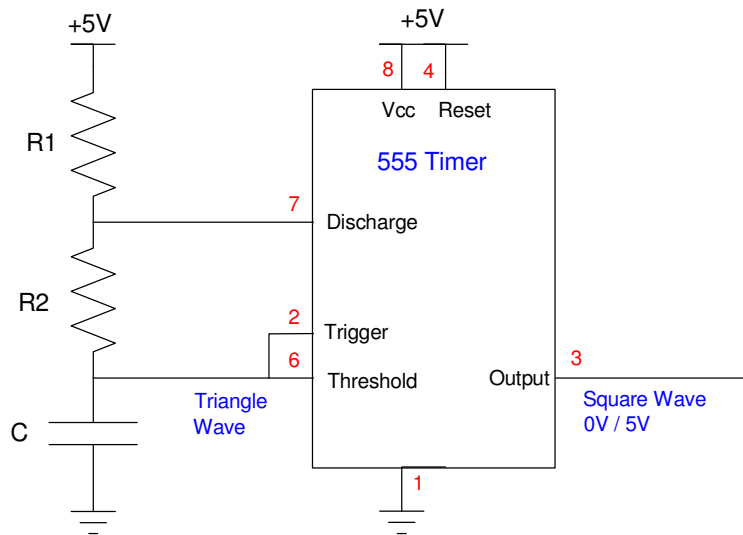 +5V
+5V
8
4
R1
Vcc
Reset
555 Timer
7
Discharge
R2
2
Trigger
6
Threshold
Output
3
Triangle
Wave
Square Wave
0V / 5V
C
1